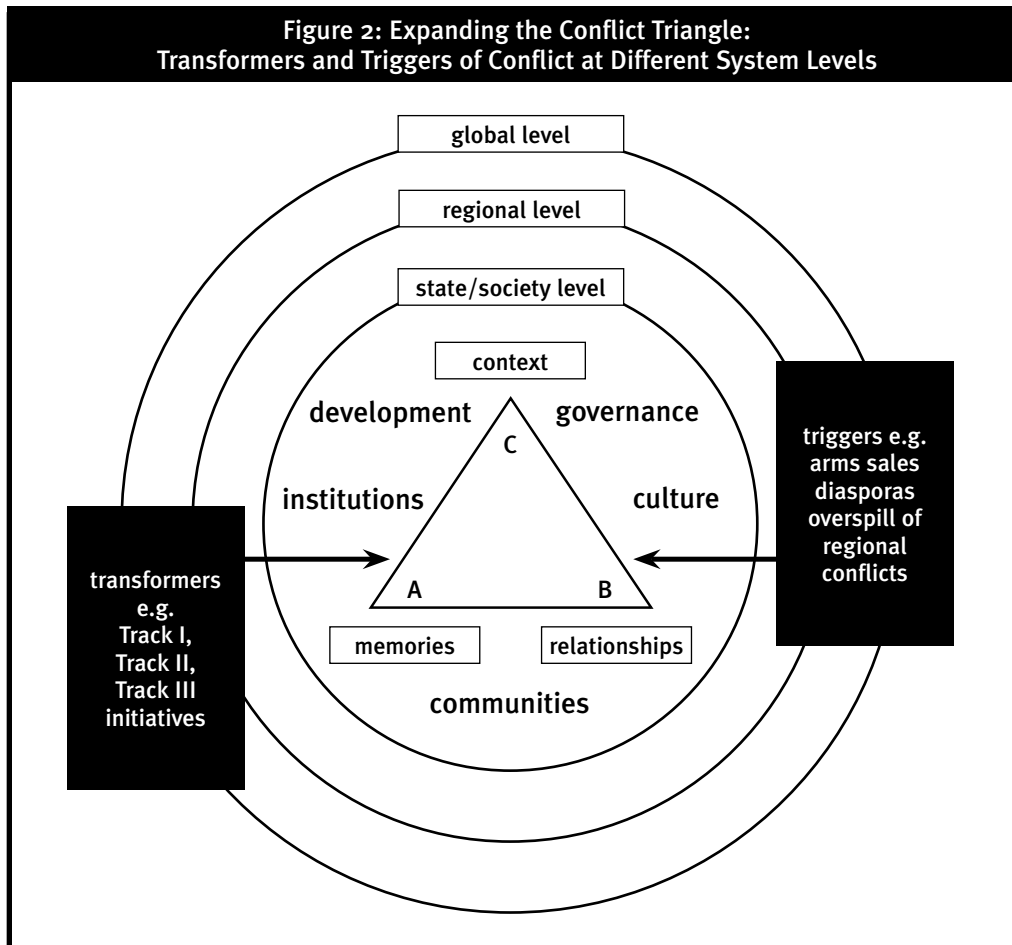 Figure 2: Expanding the Conflict Triangle:
Transformers and Triggers of Conflict at Different System Levels
global level
regional level
state/society level
context
development
governance
C
institutions
culture
A
B
memories
relationships
communities
transformers
e.g.
Track I,
Track II,
Track III
initiatives
triggers e.g.
arms sales
diasporas
overspill of
regional
conflicts